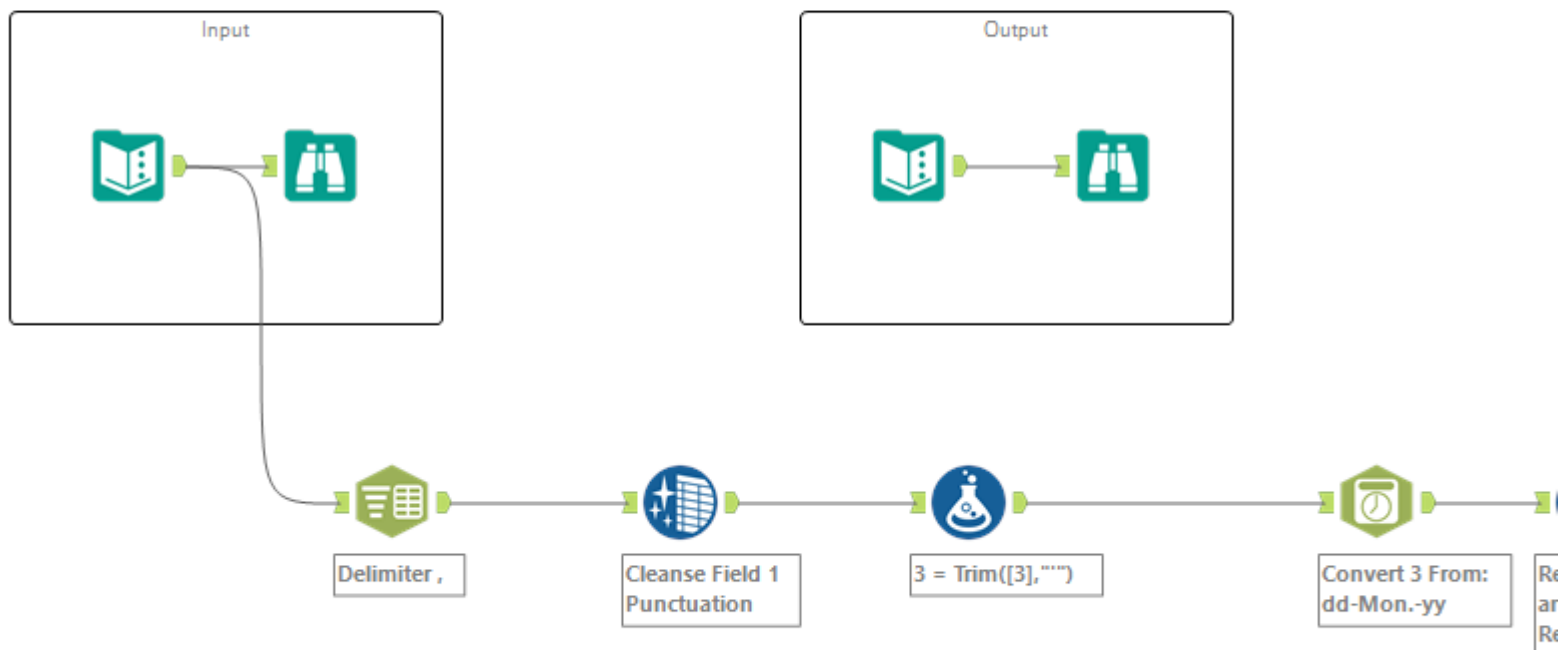 Input
Output
Delimiter ,
Cleanse Field 1
Punctuation
3 = Trim([3],"'")
Convert 3 From:
dd-Mon.-yy